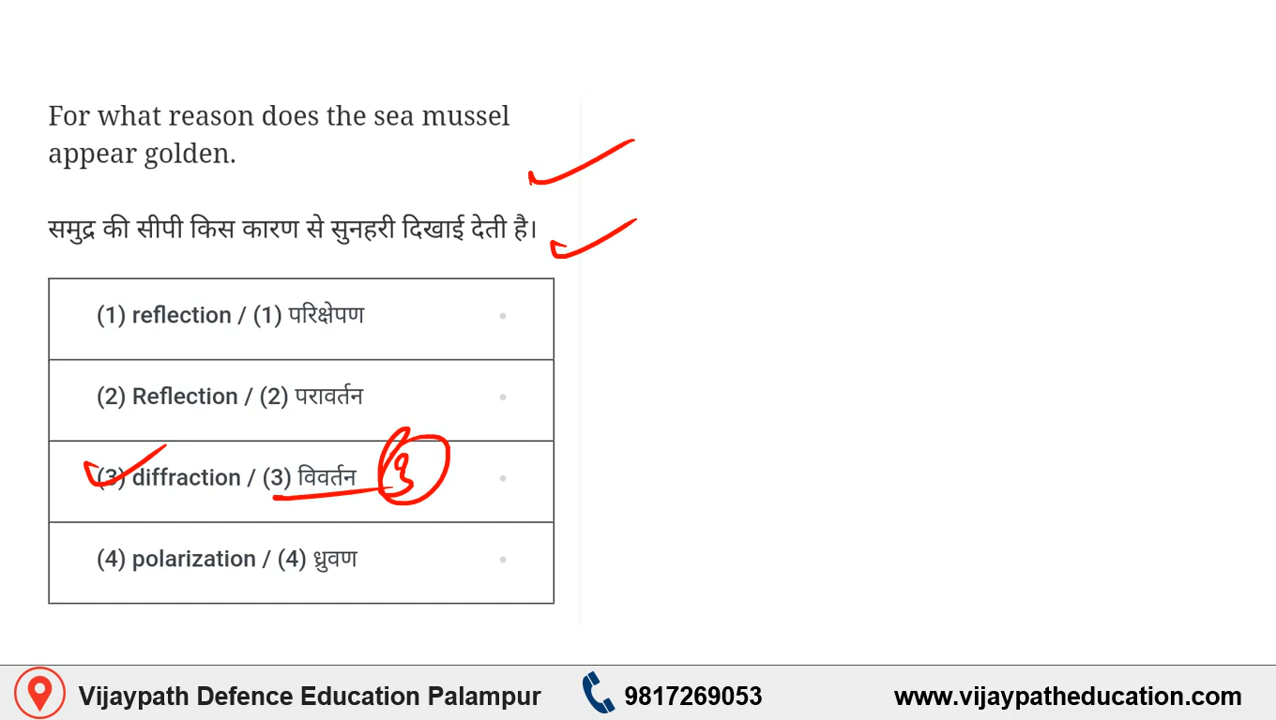 For what reason does the sea mussel
appear golden.
समुद्र की सीपी किस कारण से सुनहरी दिखाई देती है।
(1) reflection / (1) परिक्षेपण
(2) Reflection / (2) परावर्तन
(3) diffraction / (3) विवर्तन
3
(4) polarization / (4) ध्रुवण
Vijaypath Defence Education Palampur
9817269053
www.vijaypatheducation.com